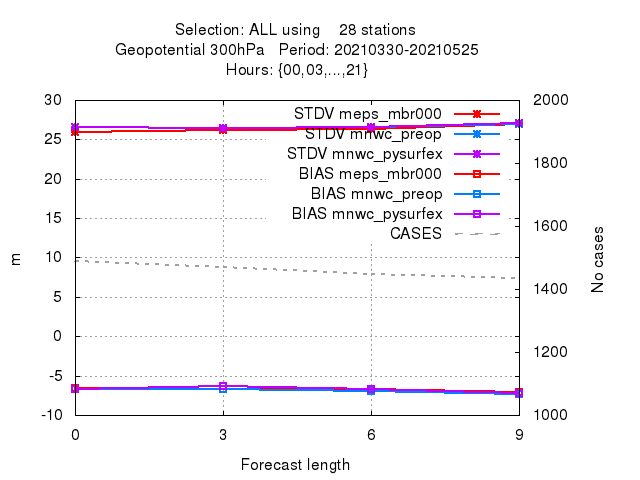 Selection: ALL using    28 stations
Geopotential 300hPa   Period: 20210330-20210525
Hours: {00,03,...,21}
30
25
20
15
10
5
0
-5
-10
m
2000
1800
1600
1400
1200
1000
No cases
STDV meps_mbr000
STDV mnwc_preop
STDV mnwc_pysurfex
BIAS meps_mbr000
BIAS mnwc_preop
BIAS mnwc_pysurfex
CASES
0 3 6 9
Forecast length